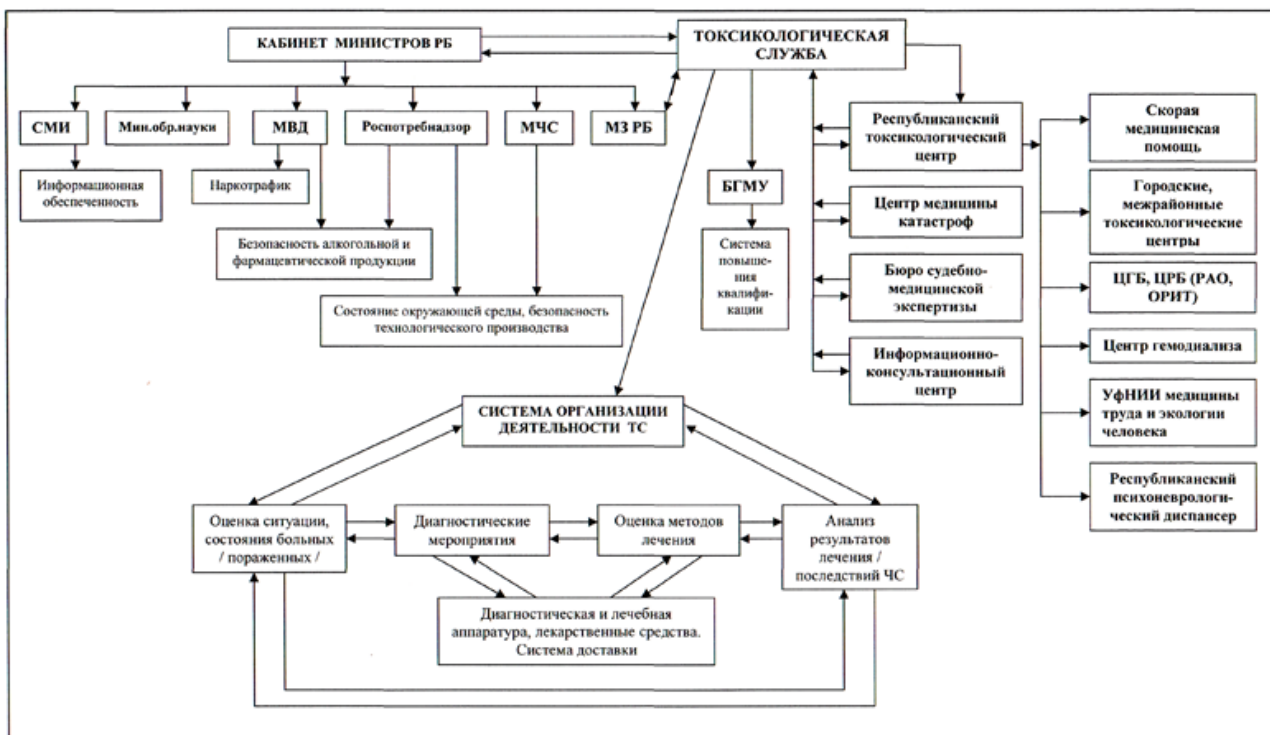 КАБИНЕТ МИНИСТРОВ РБ
ТОКСИКОЛОГИЧЕСКАЯ
СЛУЖБА
СМИ
Мин.обр.науки
МВД
Роспотребнадзор
МЧС
МЗ РБ
Республиканский
токсикологический
центр
Скорая
медицинская
помощь
Информационная
обеспеченность
Наркотрафик
БГМУ
Центр медицины
катастроф
Городские,
межрайонные
токсикологические
центры
Безопасность алкогольной и
фармацевтической продукции
Система
повыше-
ния
квалифи-
кации
Бюро судебно-
медицинской
экспертизы
ЦГБ, ЦРБ (РАО,
ОРИТ)
Состояние окружающей среды, безопасность
технологического производства
Информационно-
консультационный
центр
Центр гемодиализа
СИСТЕМА ОРГАНИЗАЦИИ
ДЕЯТЕЛЬНОСТИ ТС
УфНИИ медицины
труда и экологии
человека
Республиканский
психоневрологи-
ческий диспансер
Оценка ситуации,
состояния больных
/ пораженных /
Диагностические
мероприятия
Оценка методов
лечения
Анализ
результатов
лечения /
последствий ЧС
Диагностическая и лечебная
аппаратура, лекарственные средства.
Система доставки